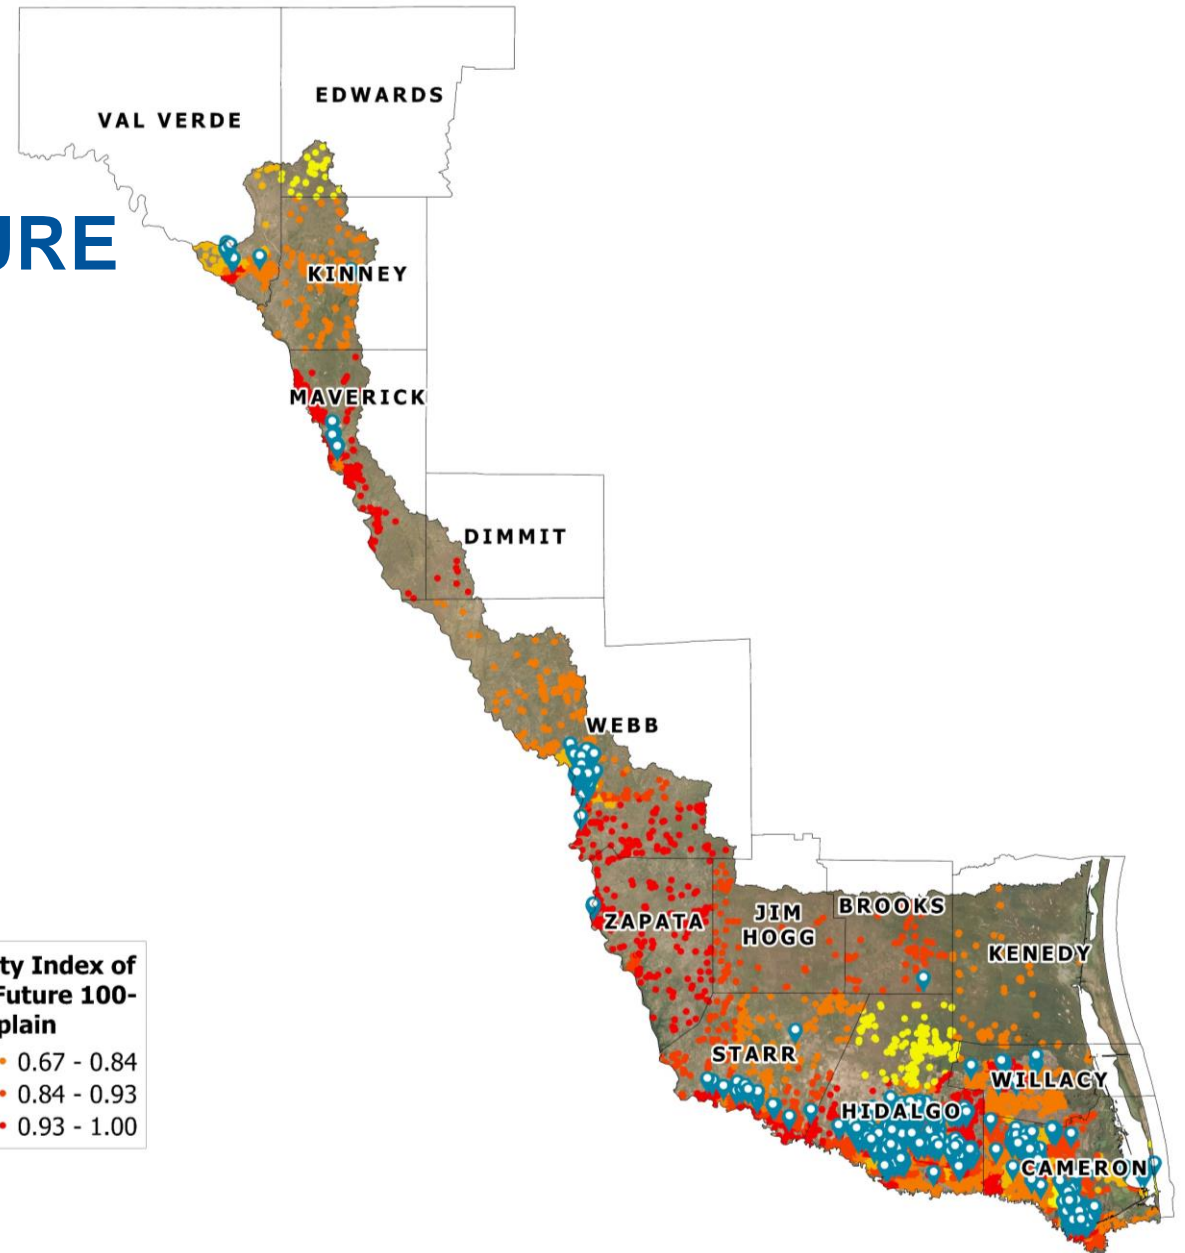 EDWARDS
VAL VERDE
URE
KINNEY
MAVERICK
DIMMIT
WEBB
ZAPATA
JIM
HOGG
BROOKS
KENEDY
STARR
WILLACY
HIDALGO
CAMERON
ty Index of
Future 100-
plain
0.67 - 0.84
0.84 - 0.93
0.93 - 1.00